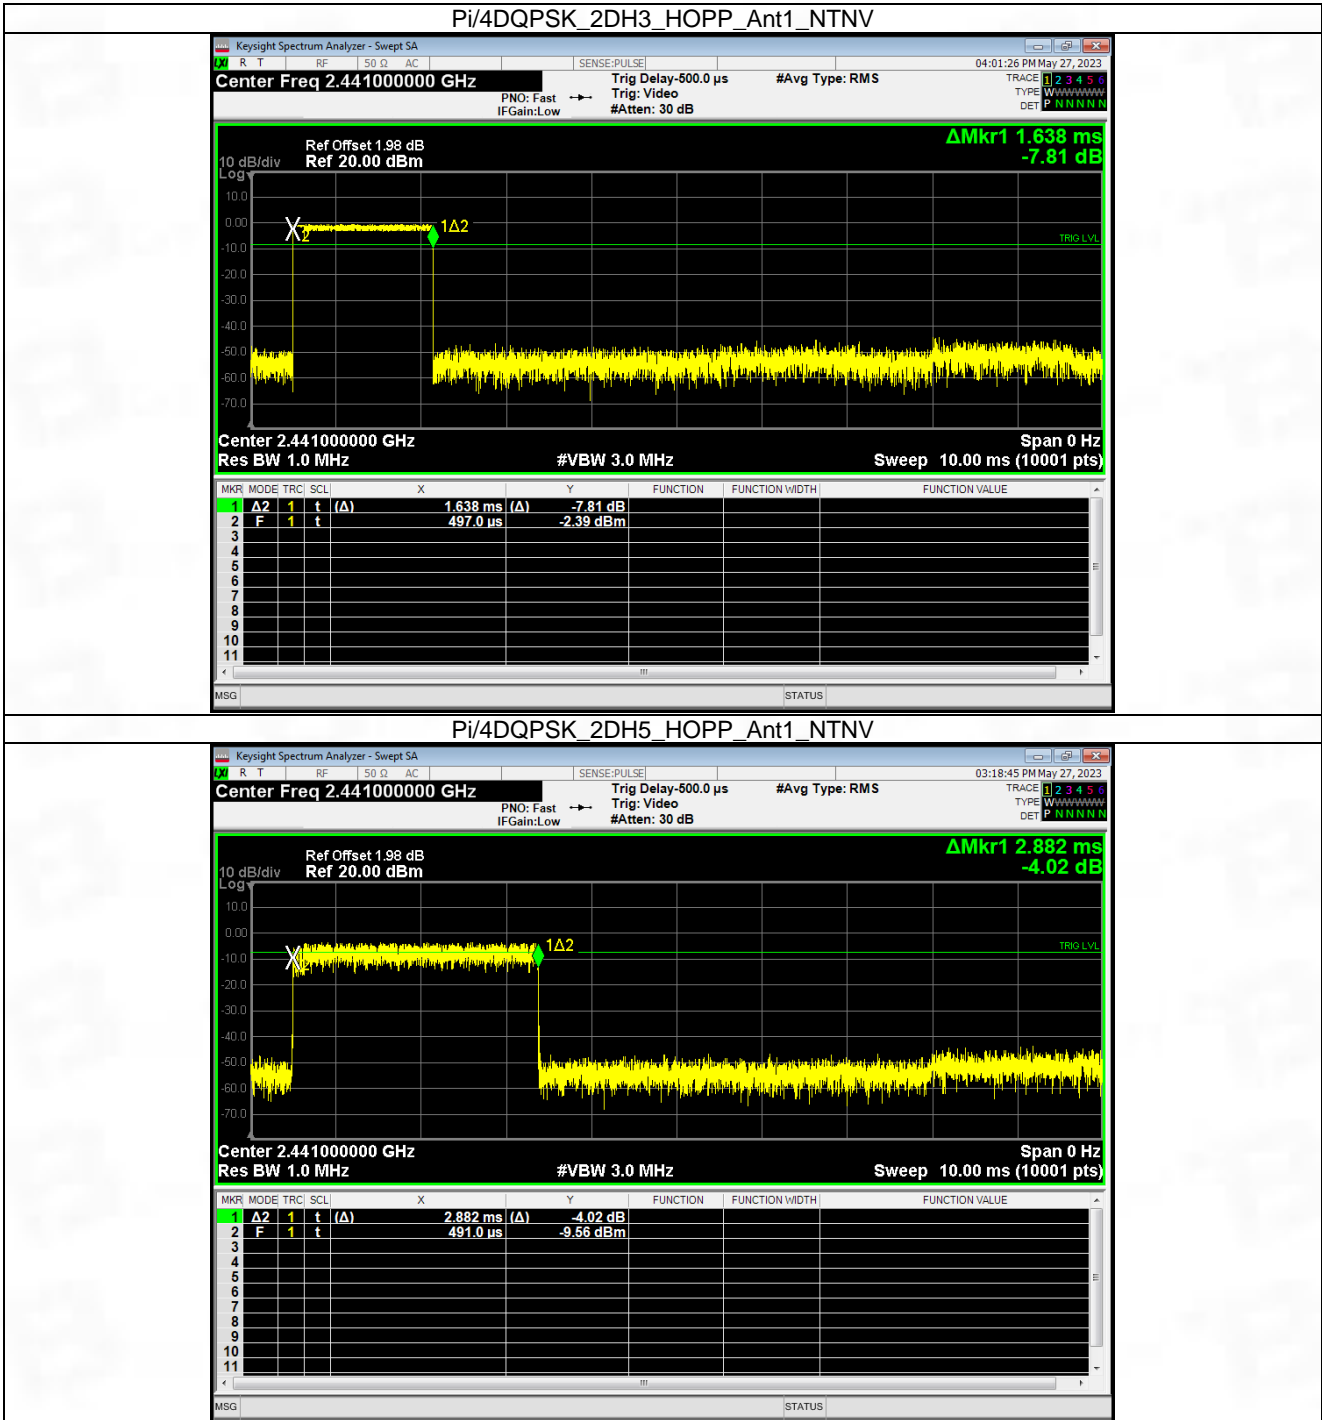 Pi/4DQPSK_2DH3_HOPP_Ant1_NTNV
Keysight Spectrum Analyzer - Swept SA
LXI R T RF 50 Ω AC SENSE:PULSE 04:01:26 PM May 27, 2023
Center Freq 2.441000000 GHz Trig Delay-500.0 µs #Avg Type: RMS TRACE 1 2 3 4 5 6
PNO: Fast Trig: Video TYPE WWWWWW
IFGain:Low #Atten: 30 dB DET P N N N N N
ΔMkr1 1.638 ms
Ref Offset 1.98 dB
10 dB/div Ref 20.00 dBm -7.81 dB
Log
10.0
0.00
2 1Δ2
TRIG LVL
-10.0
-20.0
-30.0
-40.0
-50.0
-60.0
-70.0
Center 2.441000000 GHz Span 0 Hz
Res BW 1.0 MHz #VBW 3.0 MHz Sweep 10.00 ms (10001 pts)
MKR MODE TRC SCL X Y FUNCTION FUNCTION WIDTH FUNCTION VALUE
1 Δ2 1 t (Δ) 1.638 ms (Δ) -7.81 dB
2 F 1 t 497.0 µs -2.39 dBm
3
4
5
6
7
8
9
10
11
MSG STATUS
Pi/4DQPSK_2DH5_HOPP_Ant1_NTNV
Keysight Spectrum Analyzer - Swept SA
LXI R T RF 50 Ω AC SENSE:PULSE 03:18:45 PM May 27, 2023
Center Freq 2.441000000 GHz Trig Delay-500.0 µs #Avg Type: RMS TRACE 1 2 3 4 5 6
PNO: Fast Trig: Video TYPE WWWWWW
IFGain:Low #Atten: 30 dB DET P N N N N N
ΔMkr1 2.882 ms
Ref Offset 1.98 dB
10 dB/div Ref 20.00 dBm -4.02 dB
Log
10.0
0.00
1Δ2
TRIG LVL
-10.0
-20.0
-30.0
-40.0
-50.0
-60.0
-70.0
Center 2.441000000 GHz Span 0 Hz
Res BW 1.0 MHz #VBW 3.0 MHz Sweep 10.00 ms (10001 pts)
MKR MODE TRC SCL X Y FUNCTION FUNCTION WIDTH FUNCTION VALUE
1 Δ2 1 t (Δ) 2.882 ms (Δ) -4.02 dB
2 F 1 t 491.0 µs -9.56 dBm
3
4
5
6
7
8
9
10
11
MSG STATUS